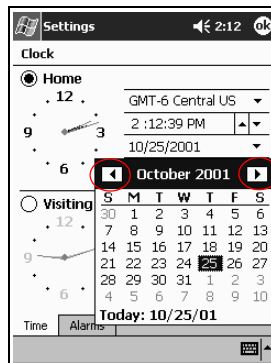 Settings 2:12 ok
Clock
Home
12
9 3
6
GMT-6 Central US
2 :12:39 PM
10/25/2001
October 2001
S M T W T F S
30 1 2 3 4 5 6
7 8 9 10 11 12 13
14 15 16 17 18 19 20
21 22 23 24 25 26 27
28 29 30 31 1 2 3
4 5 6 7 8 9 10
Today: 10/25/01
Visiting
12
9
6
Time Alarms